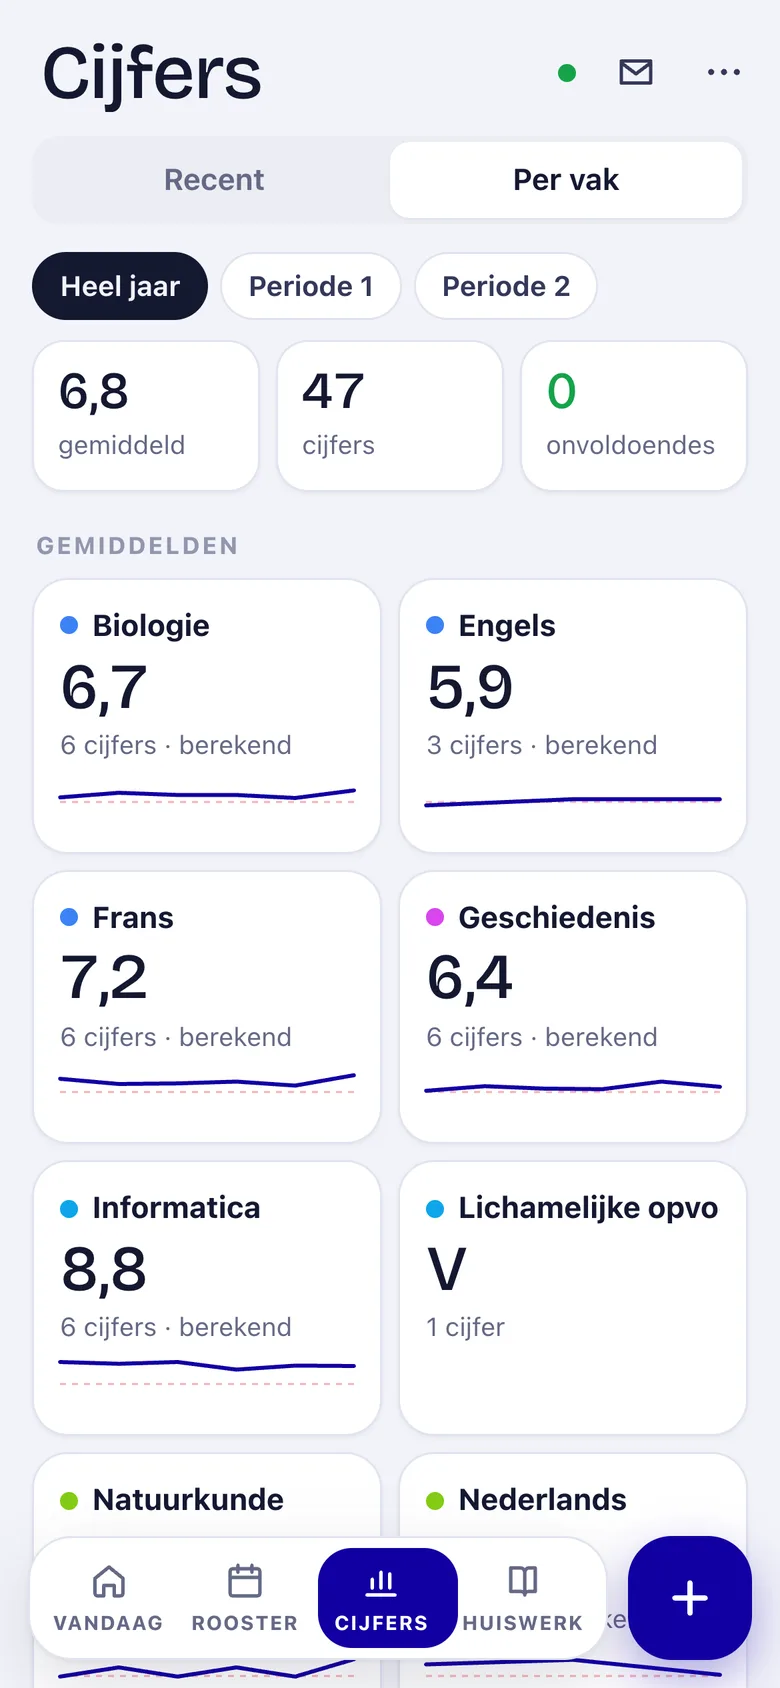 Cijfers
Recent
Per vak
Heel jaar
Periode 1
Periode 2
6,8
gemiddeld
47
cijfers
0
onvoldoendes
GEMIDDELDEN
Biologie
6,7
6 cijfers · berekend
Engels
5,9
3 cijfers · berekend
Frans
7,2
6 cijfers · berekend
Geschiedenis
6,4
6 cijfers · berekend
Informatica
8,8
6 cijfers · berekend
Lichamelijke opvo
V
1 cijfer
Natuurkunde
Nederlands
VANDAAG
ROOSTER
CIJFERS
HUISWERK